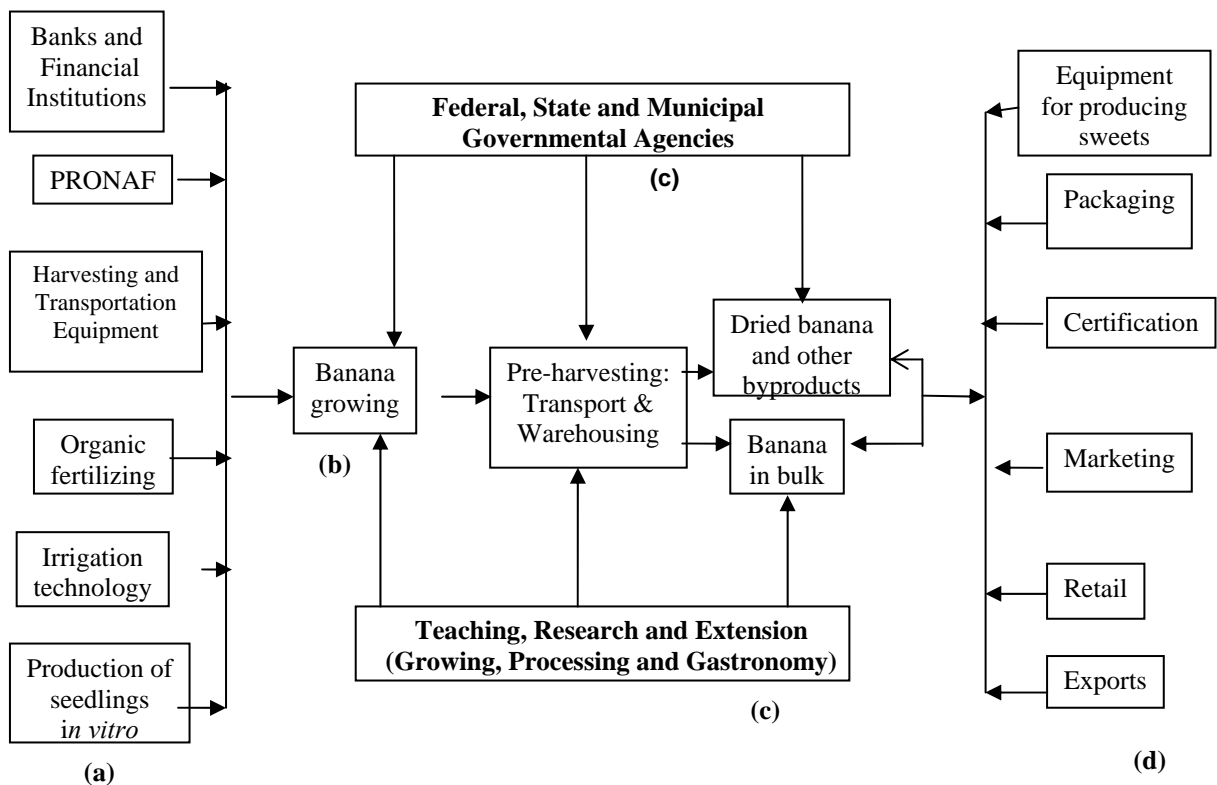 Banks and
Financial
Institutions
PRONAF
Harvesting and
Transportation
Equipment
Organic
fertilizing
Irrigation
technology
Production of
seedlings
in vitro
(a)
Federal, State and Municipal
Governmental Agencies
(c)
Banana
growing
(b)
Pre-harvesting:
Transport &
Warehousing
Dried banana
and other
byproducts
Banana
in bulk
Teaching, Research and Extension
(Growing, Processing and Gastronomy)
(c)
Equipment
for producing
sweets
Packaging
Certification
Marketing
Retail
Exports
(d)